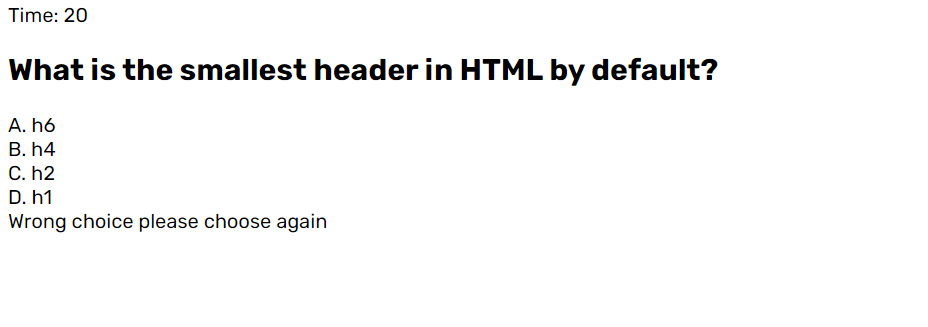 Time: 20
What is the smallest header in HTML by default?
A. h6
B. h4
C. h2
D. h1
Wrong choice please choose again